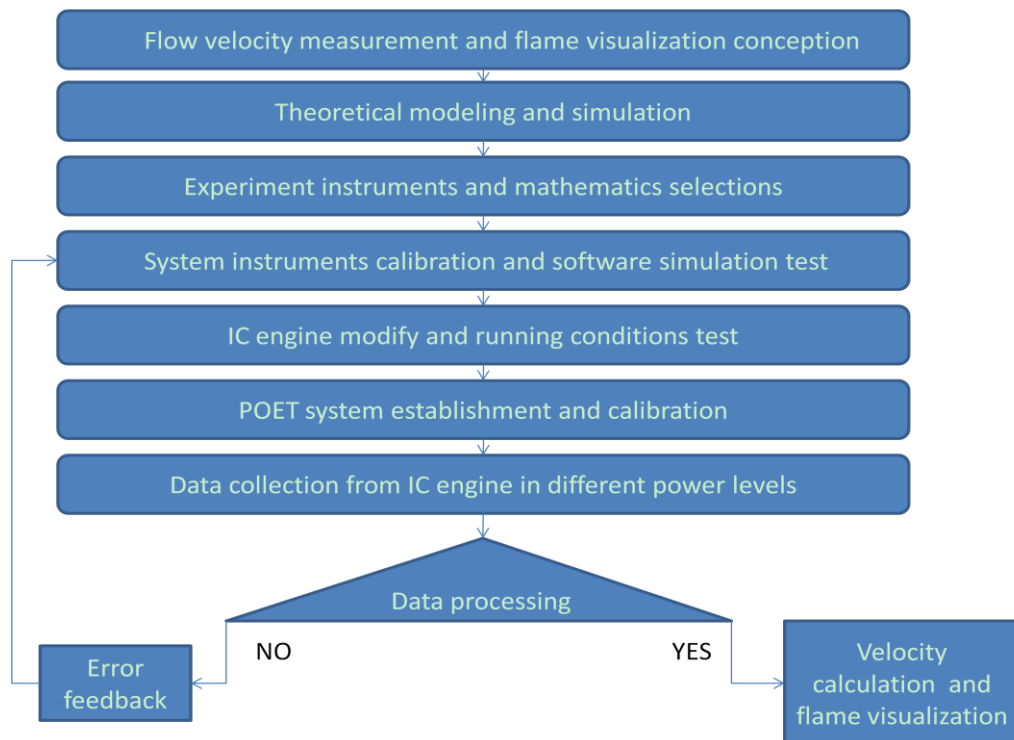 Flow velocity measurement and flame visualization conception
Theoretical modeling and simulation
Experiment instruments and mathematics selections
System instruments calibration and software simulation test
IC engine modify and running conditions test
POET system establishment and calibration
Data collection from IC engine in different power levels
Data processing
NO
YES
Error
feedback
Velocity
calculation and
flame visualization